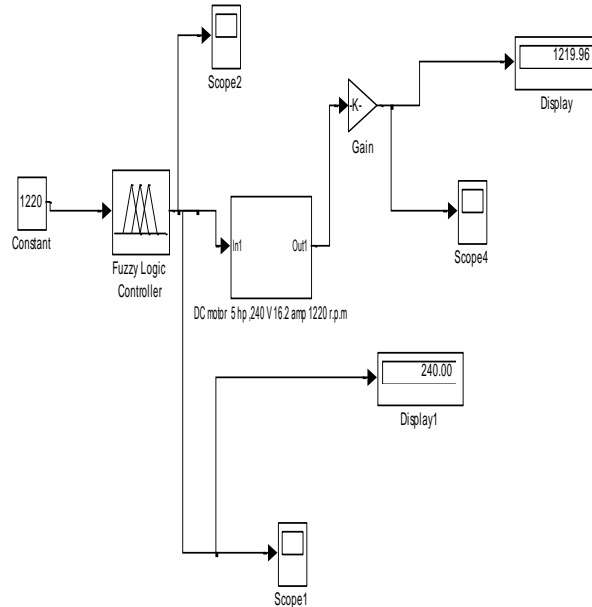 1219.96
Display
Scope2
-K-
Gain
1220
Constant
Fuzzy Logic
Controller
In1
Out1
DC motor 5 hp ,240 V 16.2 amp 1220 r.p.m
Scope4
240.00
Display1
Scope1